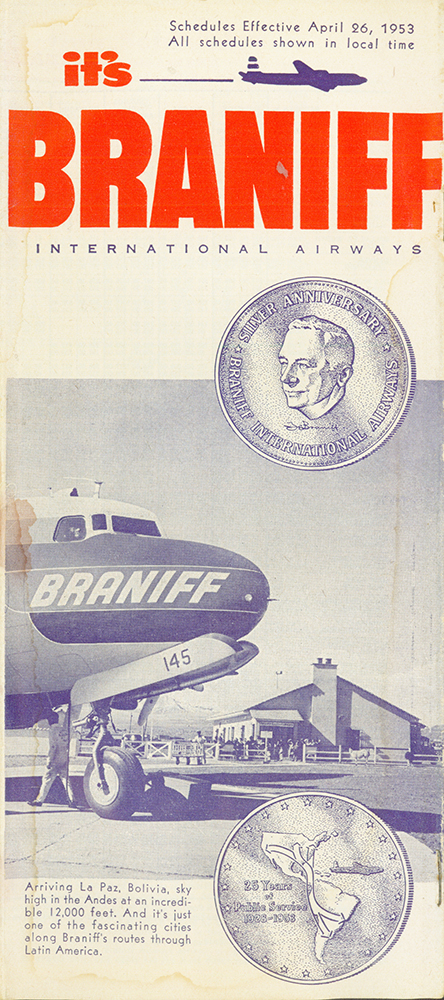 Schedules Effective April 26, 1953
All schedules shown in local time
it's
BRANIFF
INTERNATIONAL AIRWAYS
SILVER ANNIVERSARY
BRANIFF INTERNATIONAL AIRWAYS
BRANIFF
145
25 Years
of
Public Service
1928-1953
Arriving La Paz, Bolivia, sky
high in the Andes at an incredi-
ble 12,000 feet. And it's just
one of the fascinating cities
along Braniff's routes through
Latin America.